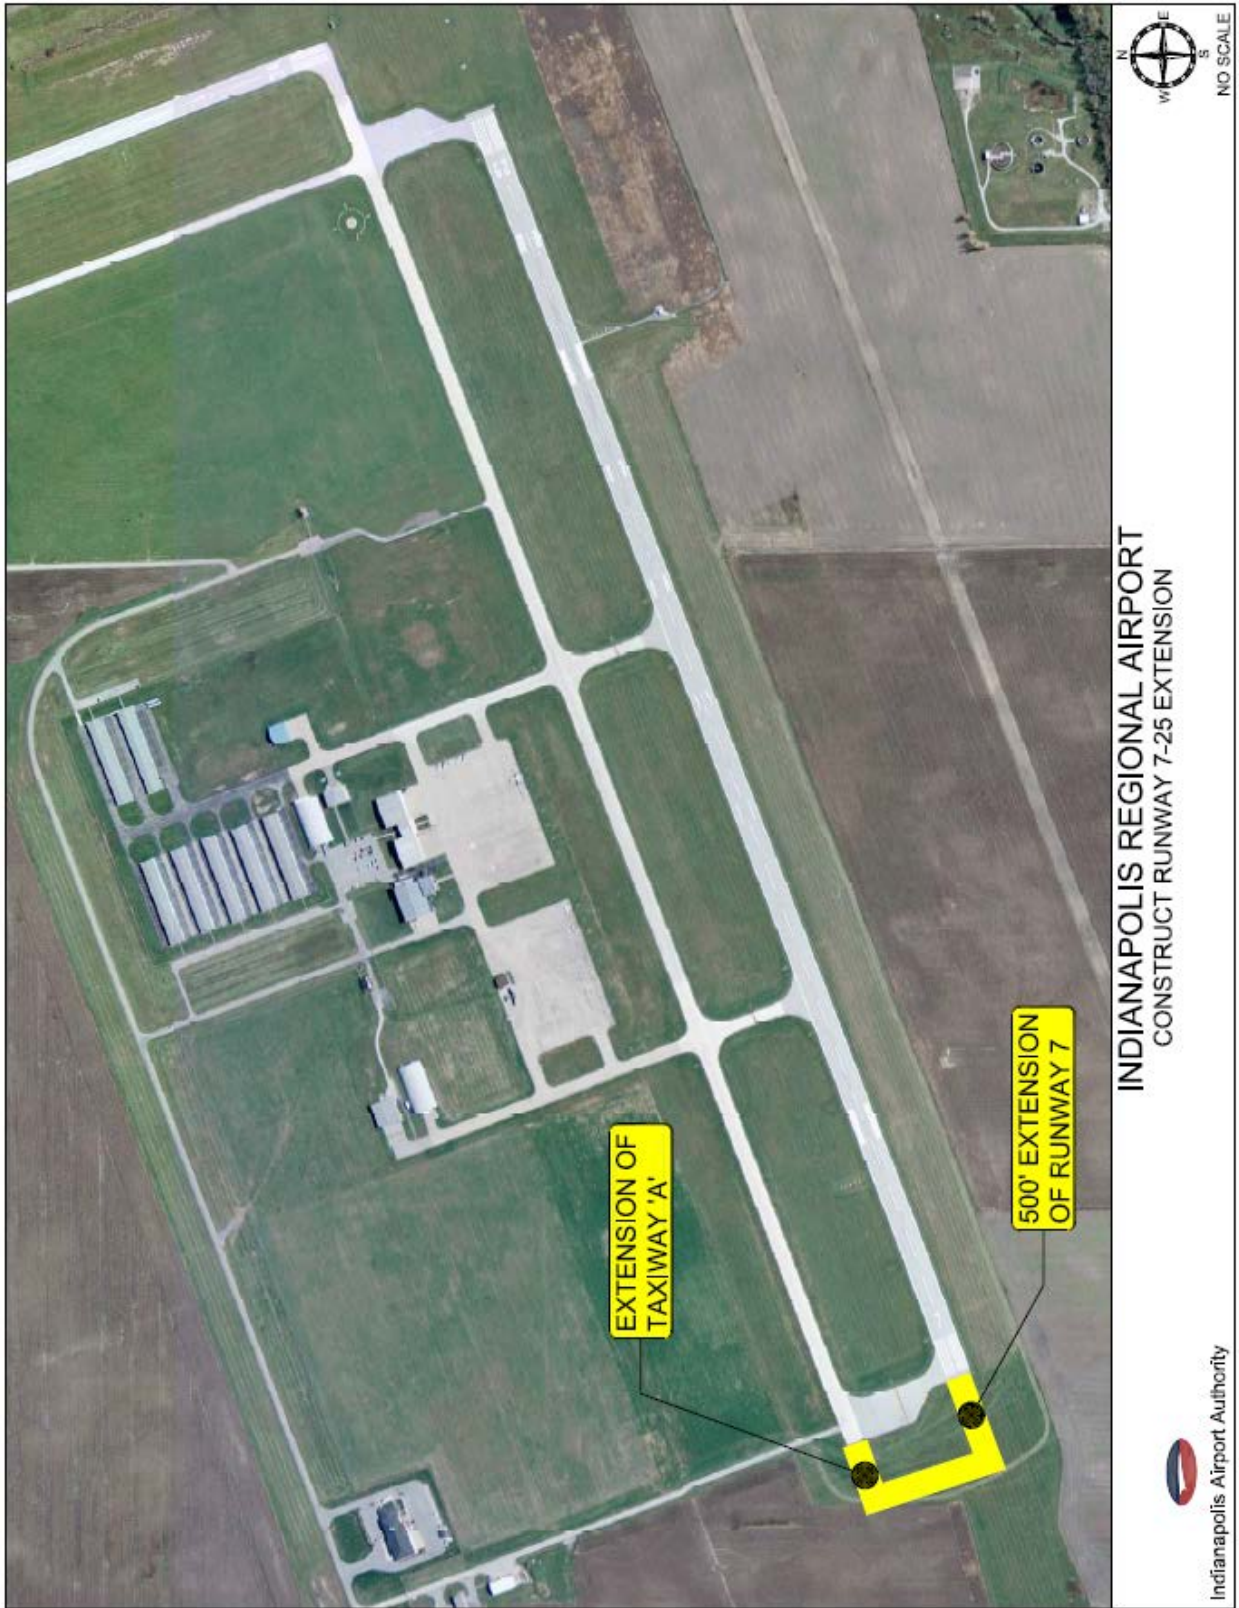 EXTENSION OF
TAXIWAY 'A'
500' EXTENSION
OF RUNWAY 7
INDIANAPOLIS REGIONAL AIRPORT
CONSTRUCT RUNWAY 7-25 EXTENSION
Indianapolis Airport Authority
N
E
S
W
NO SCALE